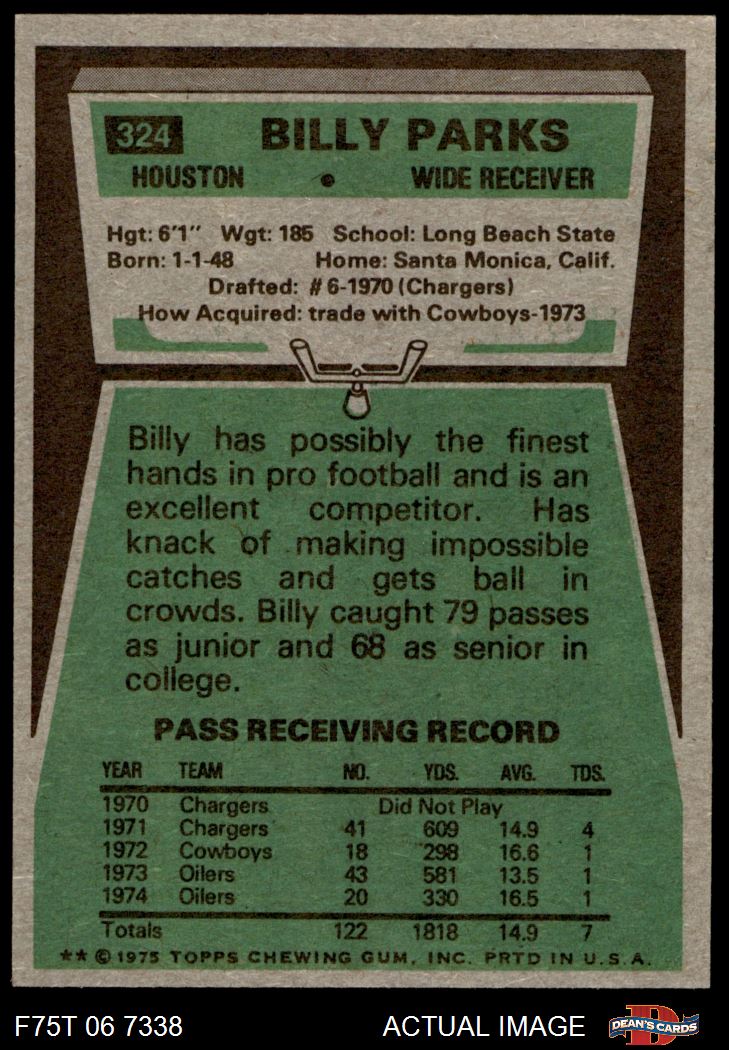 324 BILLY PARKS
HOUSTON • WIDE RECEIVER
Hgt: 6'1" Wgt: 185 School: Long Beach State
Born: 1-1-48 Home: Santa Monica, Calif.
Drafted: #6-1970 (Chargers)
How Acquired: trade with Cowboys-1973
Billy has possibly the finest
hands in pro football and is an
excellent competitor. Has
knack of making impossible
catches and gets ball in
crowds. Billy caught 79 passes
as junior and 68 as senior in
college.
PASS RECEIVING RECORD
YEAR TEAM NO. YDS. AVG. TDS.
1970 Chargers Did Not Play
1971 Chargers 41 609 14.9 4
1972 Cowboys 18 298 16.6 1
1973 Oilers 43 581 13.5 1
1974 Oilers 20 330 16.5 1
Totals 122 1818 14.9 7
** © 1975 TOPPS CHEWING GUM, INC. PRTD IN U.S.A.
F75T 06 7338 ACTUAL IMAGE DEAN'S CARDS